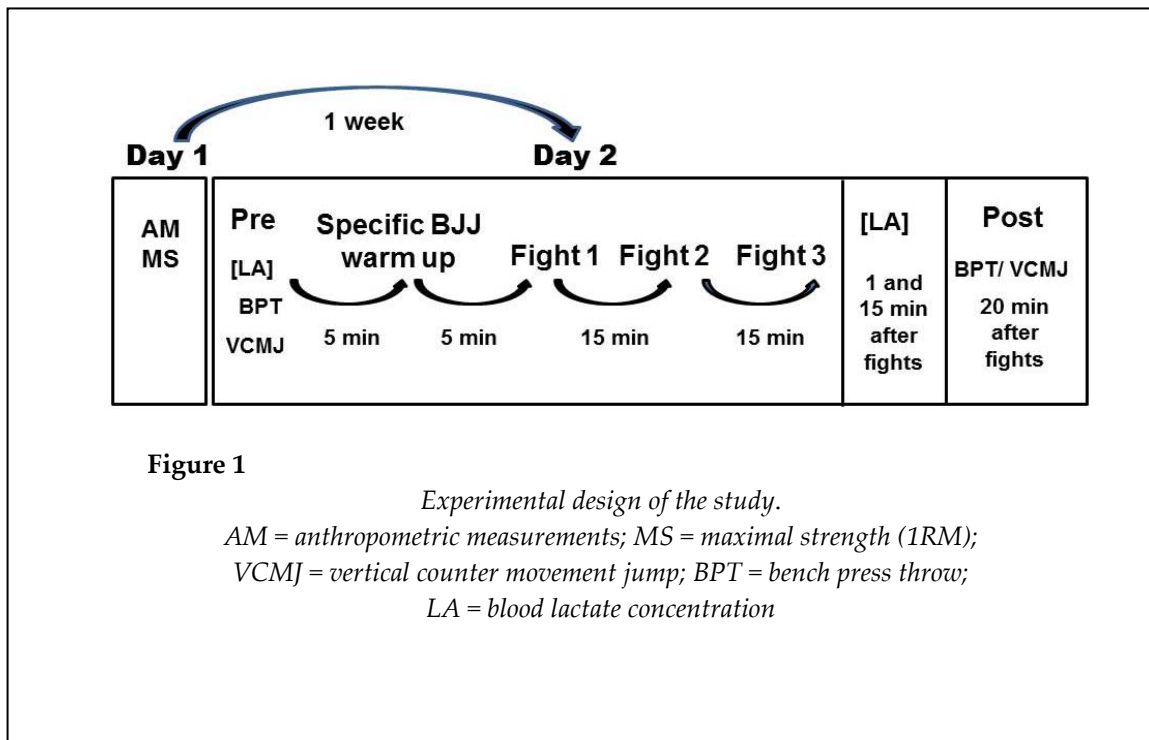 1 week
Day 1
Day 2
AM
MS
Pre
[LA]
BPT
VCMJ
Specific BJJ
warm up
Fight 1
Fight 2
Fight 3
5 min
5 min
15 min
15 min
[LA]
1 and
15 min
after
fights
Post
BPT/ VCMJ
20 min
after
fights
Figure 1
Experimental design of the study.
AM = anthropometric measurements; MS = maximal strength (1RM);
VCMJ = vertical counter movement jump; BPT = bench press throw;
LA = blood lactate concentration